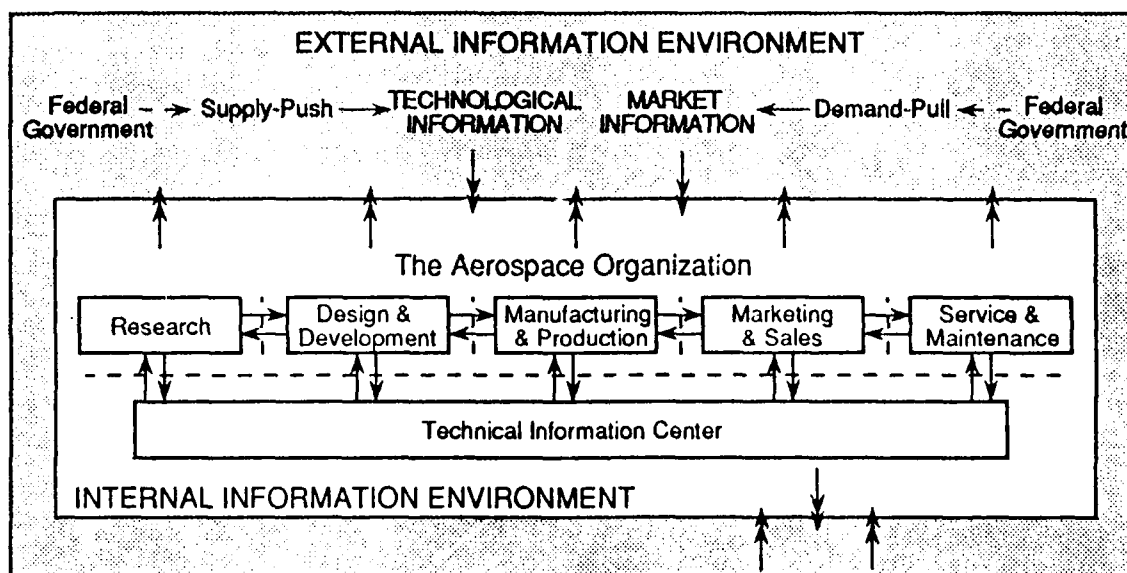 EXTERNAL INFORMATION ENVIRONMENT
Federal Government
Supply-Push
TECHNOLOGICAL INFORMATION
MARKET INFORMATION
Demand-Pull
Federal Government
The Aerospace Organization
Research
Design &
Development
Manufacturing
& Production
Marketing
& Sales
Service &
Maintenance
Technical Information Center
INTERNAL INFORMATION ENVIRONMENT